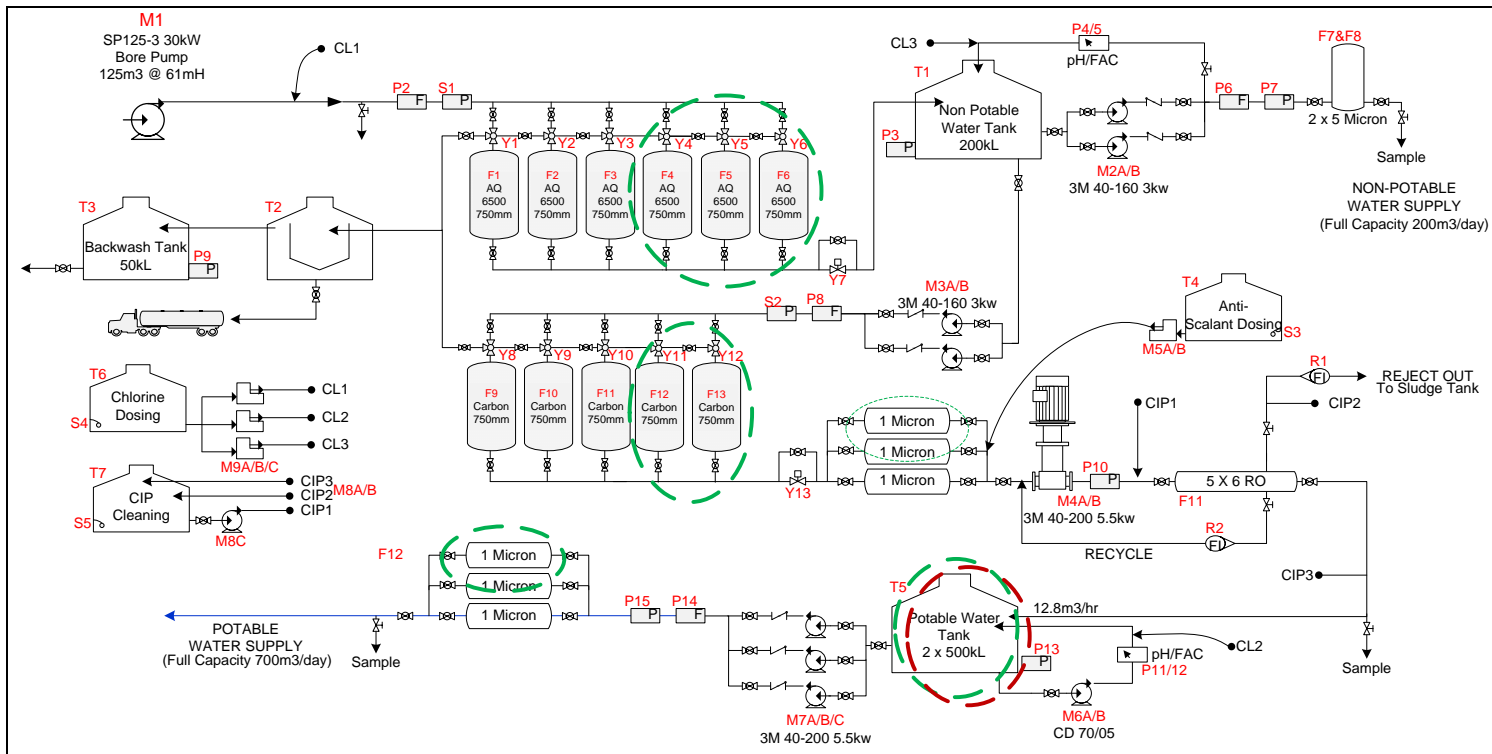 M1
SP125-3 30kW
Bore Pump
125m3 @ 61mH
CL1
P2
F
S1
P
CL3
P4/5
pH/FAC
F7&F8
2 x 5 Micron
T1
Non Potable
Water Tank
200kL
P3
P
P6
F
P7
P
M2A/B
3M 40-160 3kw
Sample
NON-POTABLE
WATER SUPPLY
(Full Capacity 200m3/day)
Y1
Y2
Y3
Y4
Y5
Y6
F1
AQ
6500
750mm
F2
AQ
6500
750mm
F3
AQ
6500
750mm
F4
AQ
6500
750mm
F5
AQ
6500
750mm
F6
AQ
6500
750mm
Y7
T3
Backwash Tank
50kL
P9
P
T2
S2
P
P8
F
M3A/B
3M 40-160 3kw
T4
Anti-
Scalant Dosing
S3
M5A/B
Y8
Y9
Y10
Y11
Y12
F9
Carbon
750mm
F10
Carbon
750mm
F11
Carbon
750mm
F12
Carbon
750mm
F13
Carbon
750mm
Y13
T6
Chlorine
Dosing
S4
CL1
CL2
CL3
M9A/B/C
T7
CIP
Cleaning
S5
CIP3
CIP2
CIP1
M8A/B
M8C
1 Micron
1 Micron
1 Micron
CIP1
R1
FI
REJECT OUT
To Sludge Tank
CIP2
P10
P
M4A/B
3M 40-200 5.5kw
5 X 6 RO
F11
R2
FI
RECYCLE
CIP3
F12
1 Micron
1 Micron
1 Micron
POTABLE
WATER SUPPLY
(Full Capacity 700m3/day)
Sample
P15
P
P14
F
M7A/B/C
3M 40-200 5.5kw
T5
Potable Water
Tank
2 x 500kL
12.8m3/hr
P13
P
pH/FAC
P11/12
CL2
M6A/B
CD 70/05
Sample